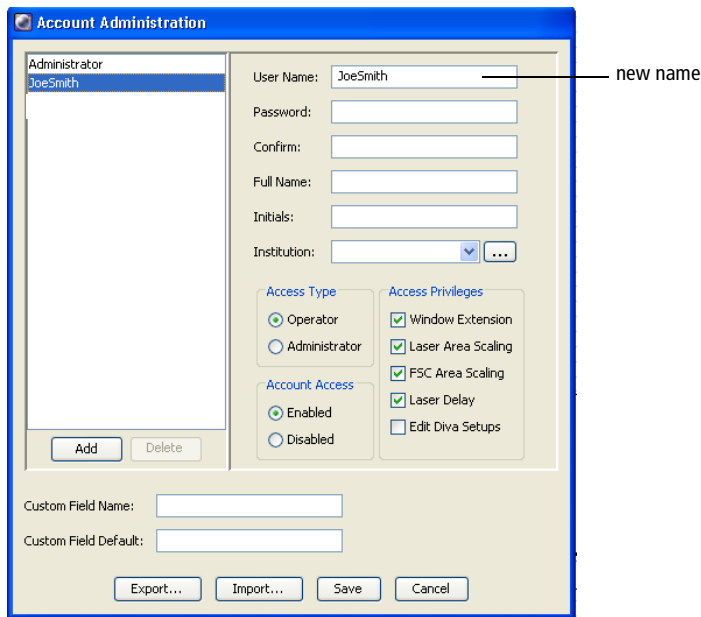 Account Administration
Administrator
JoeSmith
User Name: JoeSmith
new name
Password:
Confirm:
Full Name:
Initials:
Institution:
...
Access Type
Operator
Administrator
Access Privileges
Window Extension
Laser Area Scaling
FSC Area Scaling
Laser Delay
Edit Diva Setups
Account Access
Enabled
Disabled
Add Delete
Custom Field Name:
Custom Field Default:
Export... Import... Save Cancel